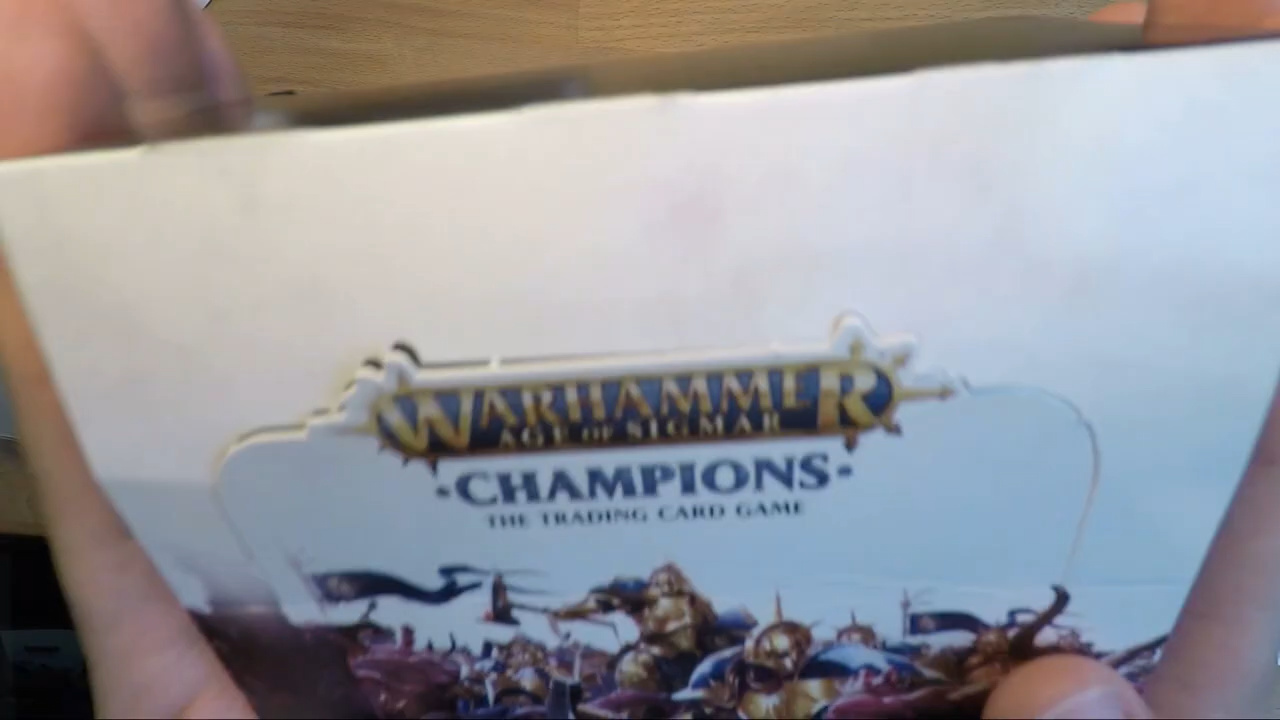 WARHAMMER
AGE OF SIGMAR
·CHAMPIONS·
THE TRADING CARD GAME